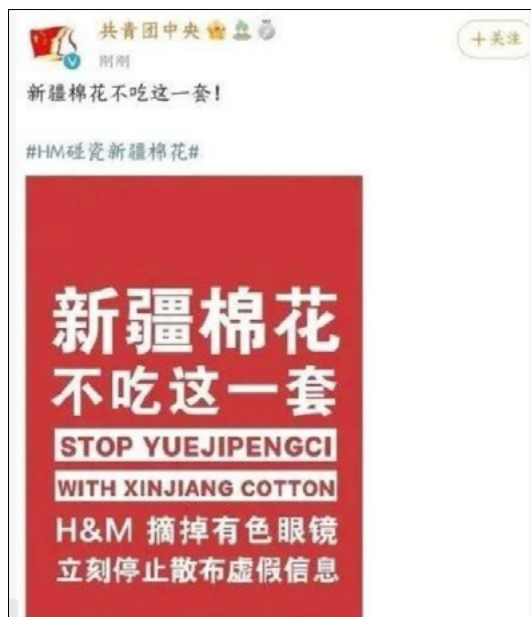 共青团中央
刚刚
+关注
新疆棉花不吃这一套！
#HM碰瓷新疆棉花#
新疆棉花
不吃这一套
STOP YUEJIPENGCI
WITH XINJIANG COTTON
H&M 摘掉有色眼镜
立刻停止散布虚假信息